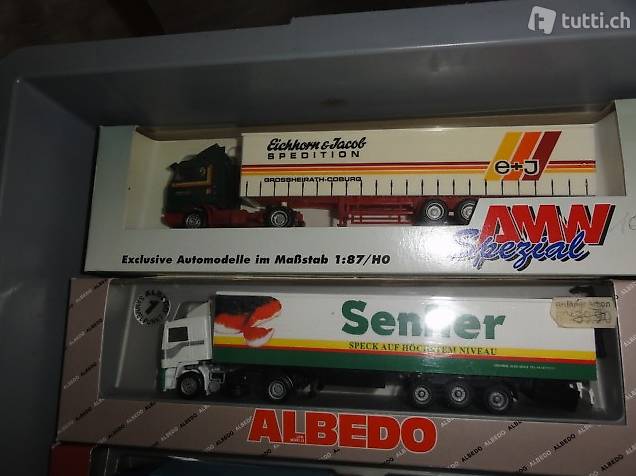 tutti.ch
Eichhorn & Jacob
SPEDITION
GROSSHEIRATH-COBURG
e+J
AMW
Spezial
Exclusive Automodelle im Maßstab 1:87/HO
Senner
SPECK AUF HÖCHSTEM NIVEAU
ALBEDO